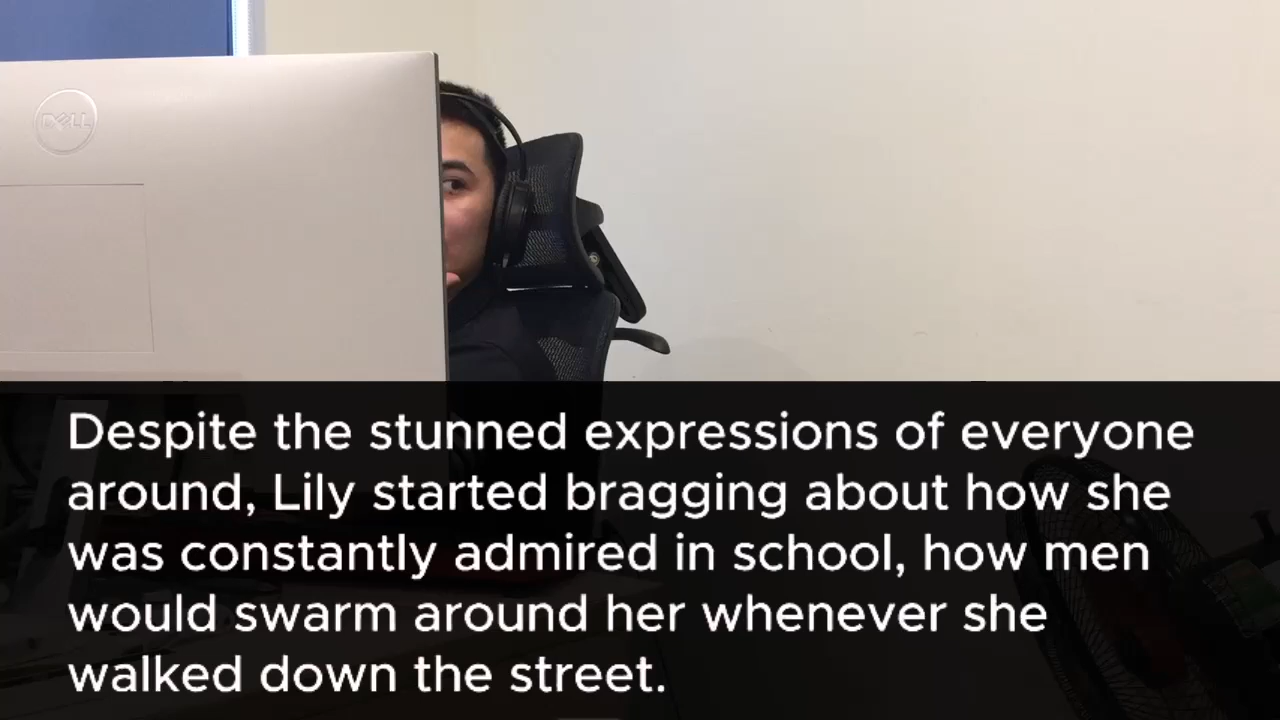 DELL
Despite the stunned expressions of everyone
around, Lily started bragging about how she
was constantly admired in school, how men
would swarm around her whenever she
walked down the street.